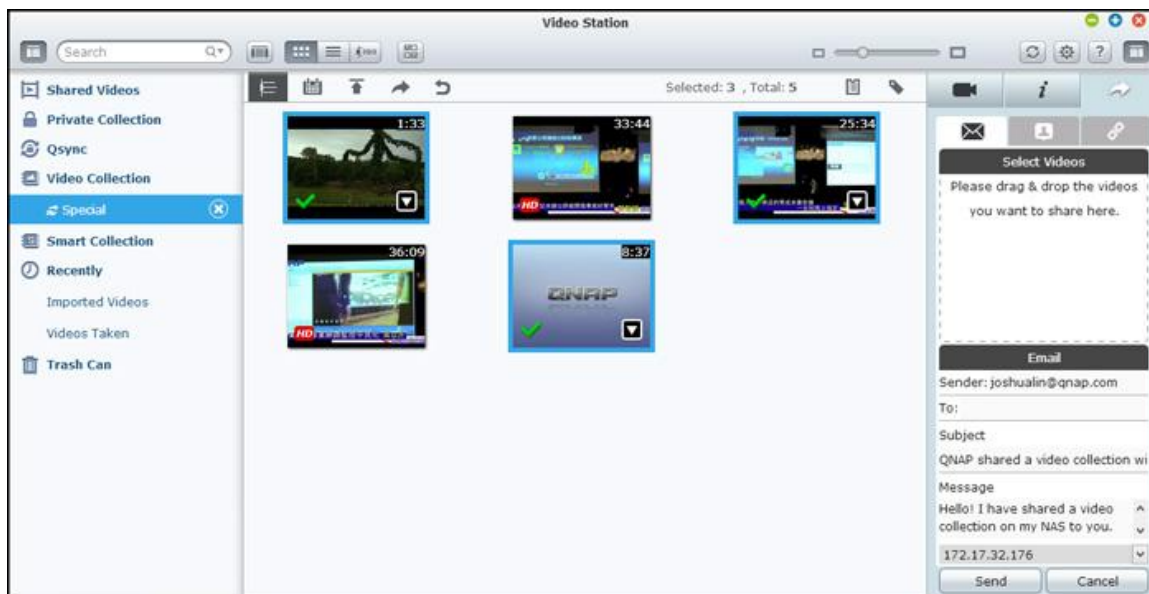 Video Station
Search
?
Shared Videos
Private Collection
Qsync
Video Collection
Special
Smart Collection
Recently
Imported Videos
Videos Taken
Trash Can
Selected: 3 , Total: 5
1:33
33:44
HD
25:34
36:09
HD
8:37
QNAP
i
Select Videos
Please drag & drop the videos
you want to share here.
Email
Sender: joshualin@qnap.com
To:
Subject
QNAP shared a video collection wi
Message
Hello! I have shared a video
collection on my NAS to you.
172.17.32.176
Send
Cancel